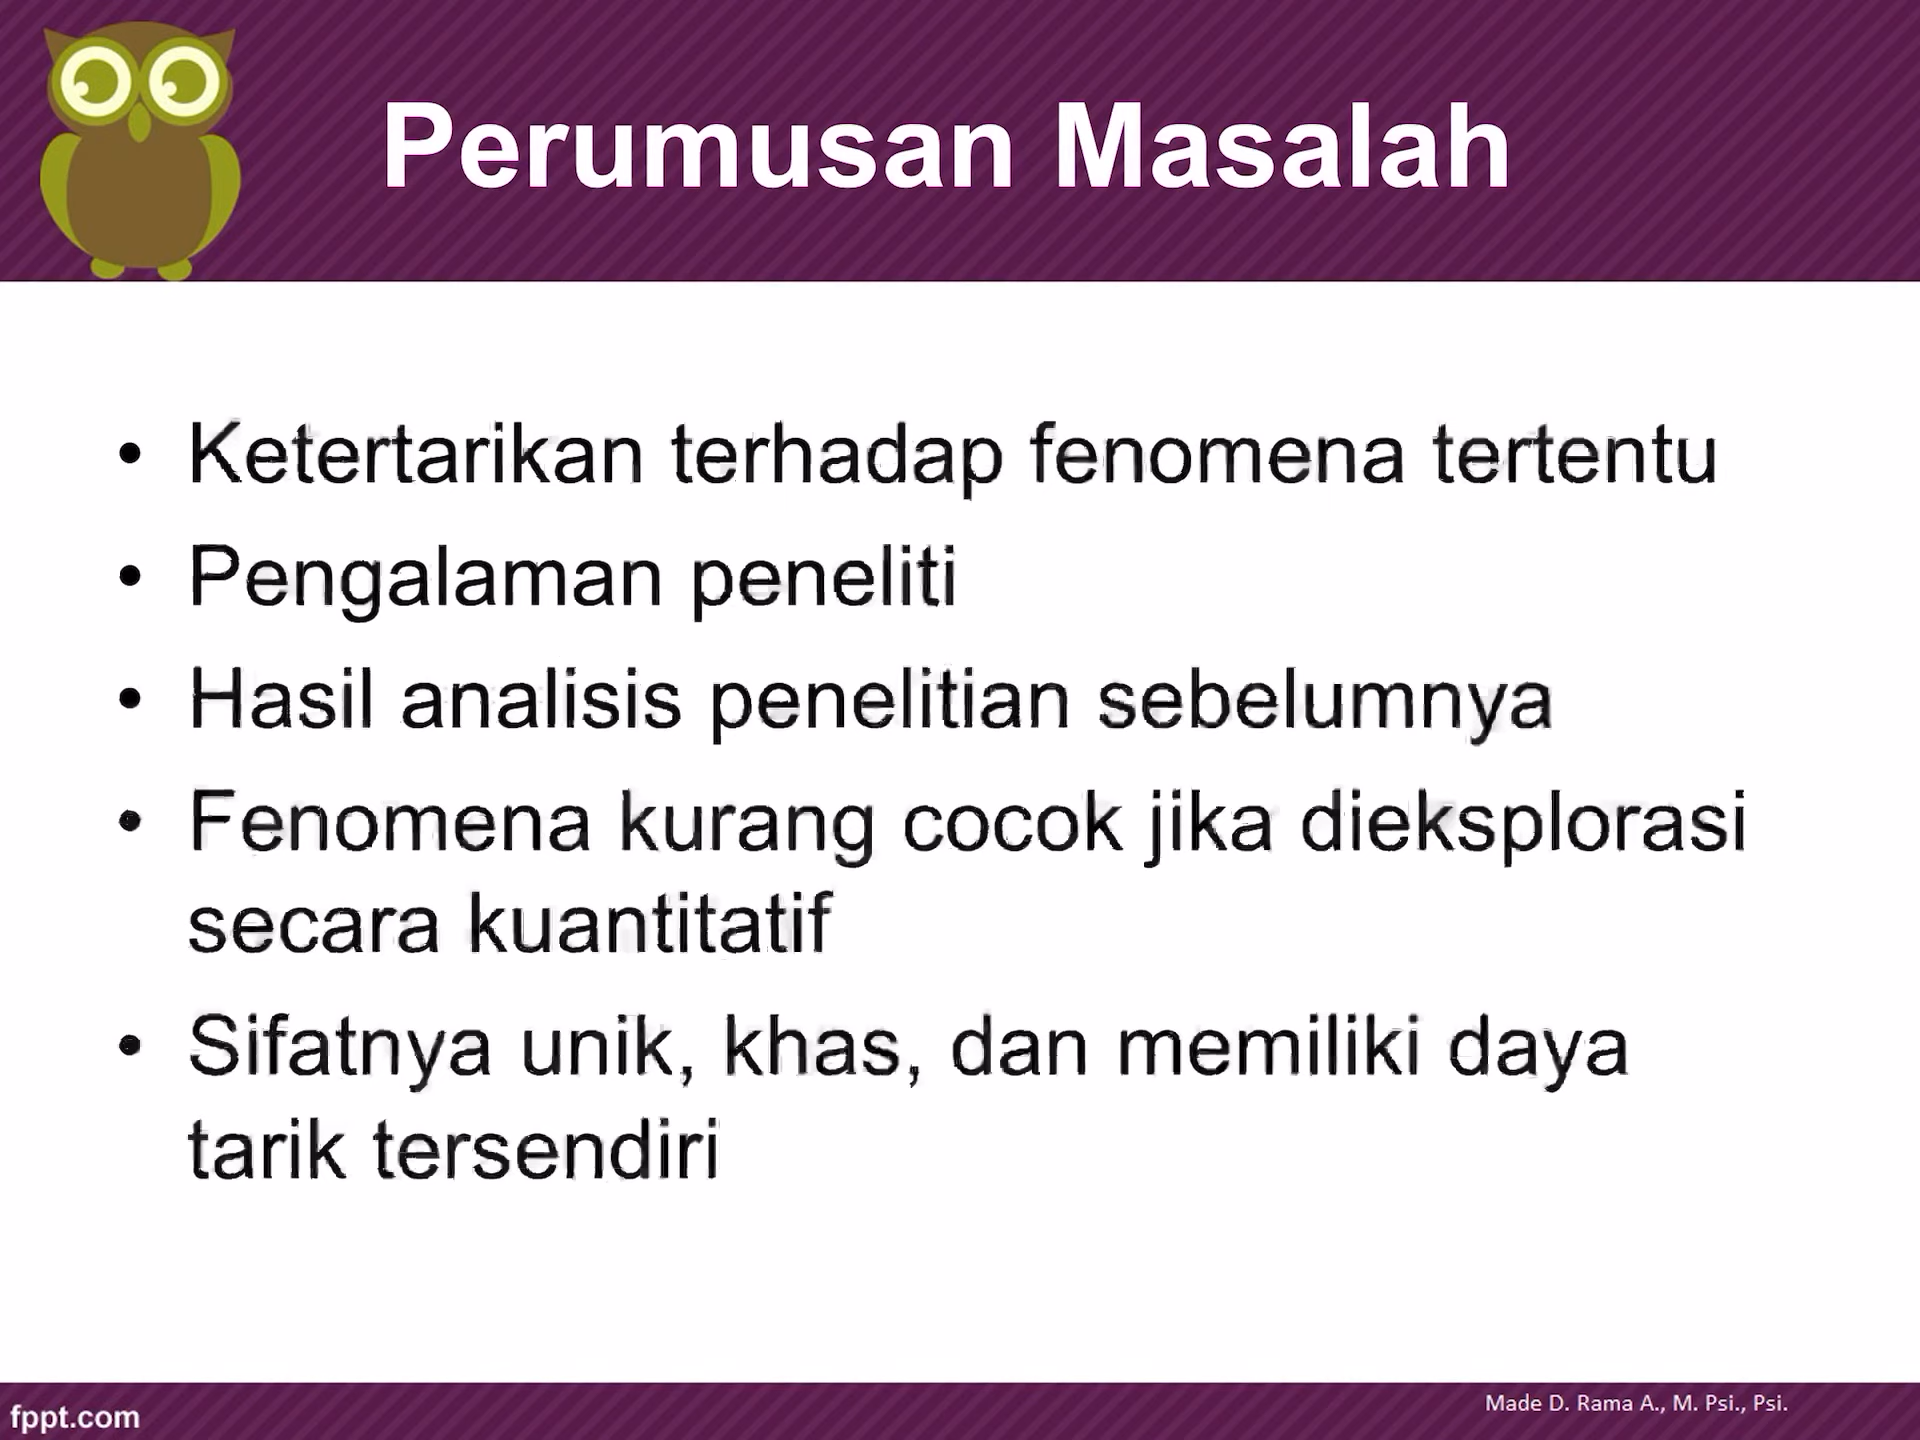 Perumusan Masalah
• Ketertarikan terhadap fenomena tertentu
• Pengalaman peneliti
• Hasil analisis penelitian sebelumnya
• Fenomena kurang cocok jika dieksplorasi
secara kuantitatif
• Sifatnya unik, khas, dan memiliki daya
tarik tersendiri
fppt.com
Made D. Rama A., M. Psi., Psi.